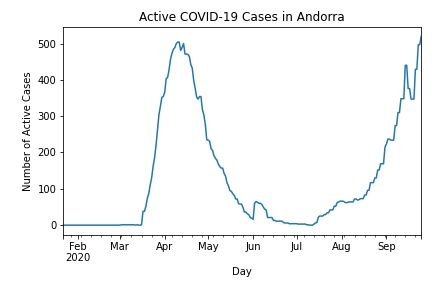 Active COVID-19 Cases in Andorra
Number of Active Cases
500
400
300
200
100
0
Feb Mar Apr May Jun Jul Aug Sep
2020
Day